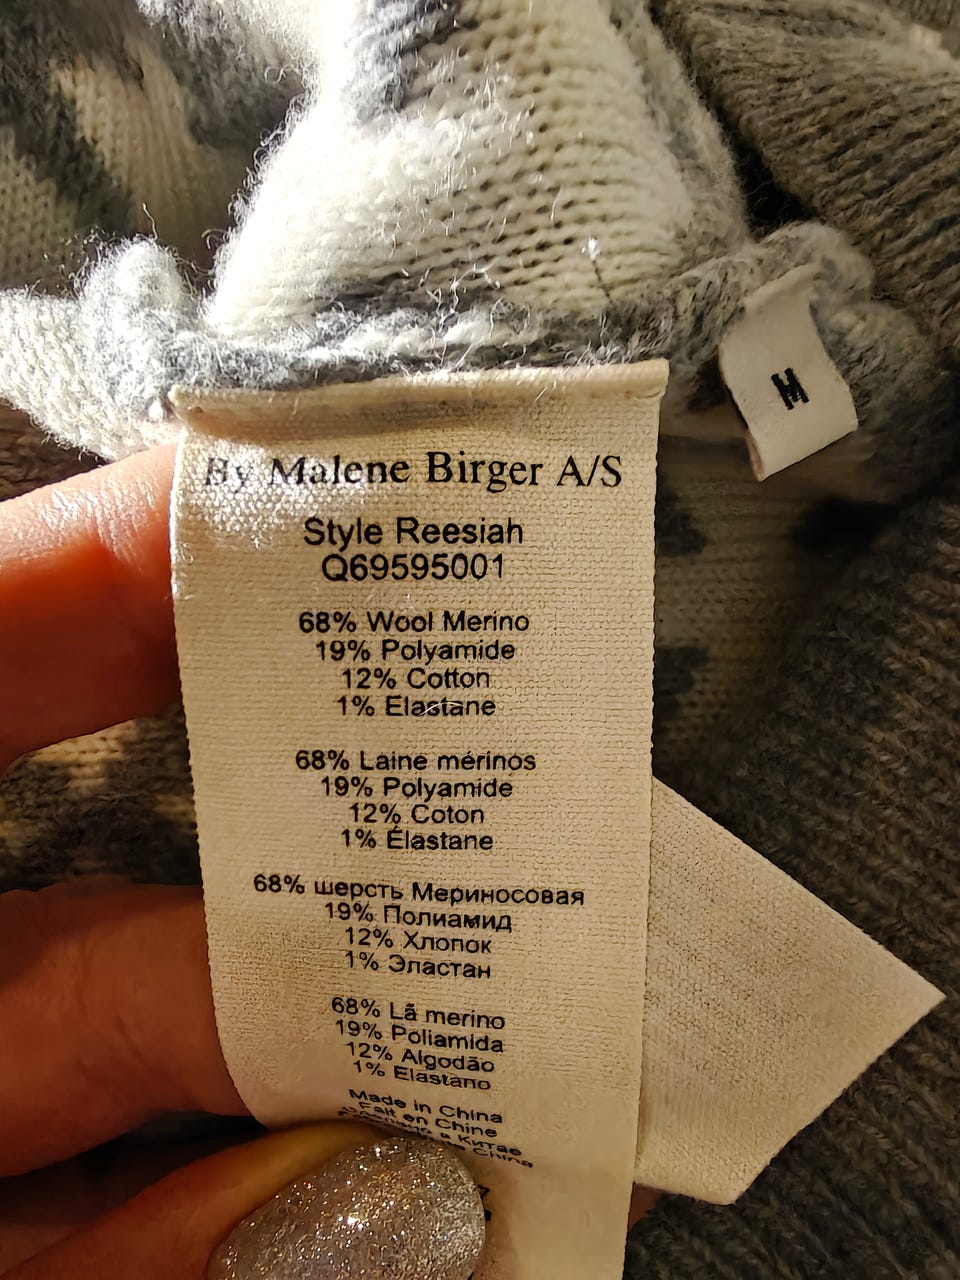 M
By Malene Birger A/S
Style Reesiah
Q69595001
68% Wool Merino
19% Polyamide
12% Cotton
1% Elastane
68% Laine mérinos
19% Polyamide
12% Coton
1% Élastane
68% шерсть Мериносовая
19% Полиамид
12% Хлопок
1% Эластан
68% Lã merino
19% Poliamida
12% Algodão
1% Elastano
Made in China
Fait en Chine
в Китае
China